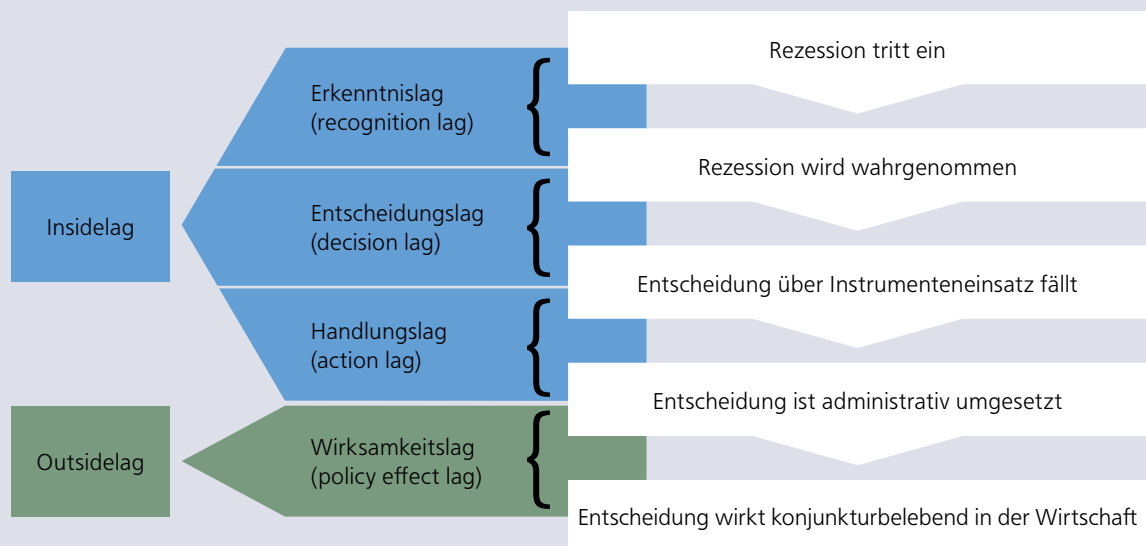 Rezession tritt ein
Erkenntnislag
(recognition lag)
Rezession wird wahrgenommen
Insidelag
Entscheidungslag
(decision lag)
Entscheidung über Instrumenteneinsatz fällt
Handlungslag
(action lag)
Entscheidung ist administrativ umgesetzt
Outsidelag
Wirksamkeitslag
(policy effect lag)
Entscheidung wirkt konjunkturbelebend in der Wirtschaft